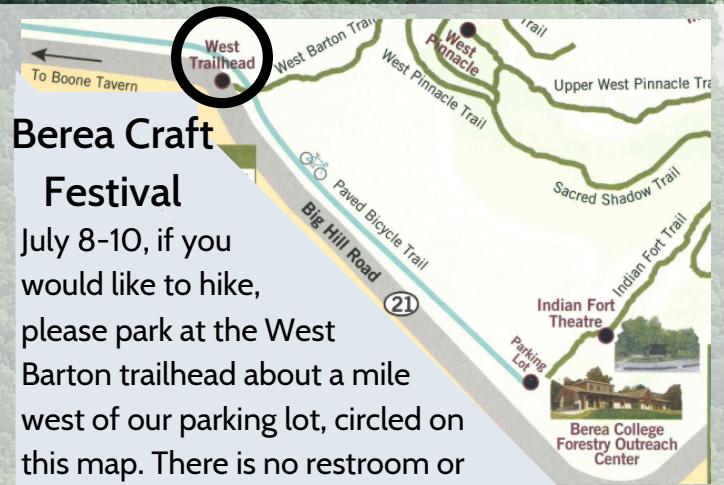 West
Trailhead
To Boone Tavern
West Barton Trail
West
Pinnacle
Trail
West Pinnacle Trail
Upper West Pinnacle
Sacred Shadow Trail
Paved Bicycle Trail
Big Hill Road
21
Indian Fort Trail
Indian Fort
Theatre
Parking
Lot
Berea College
Forestry Outreach
Center
Berea Craft
Festival
July 8-10, if you
would like to hike,
please park at the West
Barton trailhead about a mile
west of our parking lot, circled on
this map. There is no restroom or